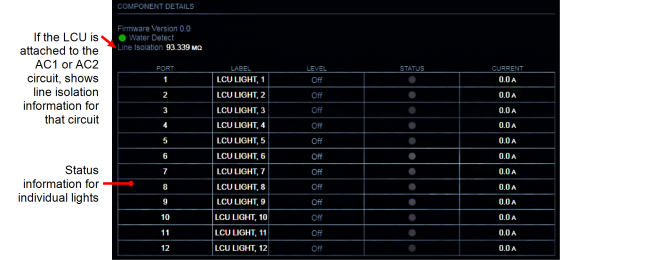 COMPONENT DETAILS
Firmware Version 0.0
Water Detect
Line Isolation 93.339 MΩ
If the LCU is
attached to the
AC1 or AC2
circuit, shows
line isolation
information for
that circuit
PORT LABEL LEVEL STATUS CURRENT
1 LCU LIGHT, 1 Off 0.0 A
2 LCU LIGHT, 2 Off 0.0 A
3 LCU LIGHT, 3 Off 0.0 A
4 LCU LIGHT, 4 Off 0.0 A
5 LCU LIGHT, 5 Off 0.0 A
6 LCU LIGHT, 6 Off 0.0 A
7 LCU LIGHT, 7 Off 0.0 A
8 LCU LIGHT, 8 Off 0.0 A
9 LCU LIGHT, 9 Off 0.0 A
10 LCU LIGHT, 10 Off 0.0 A
11 LCU LIGHT, 11 Off 0.0 A
12 LCU LIGHT, 12 Off 0.0 A
Status
information for
individual lights